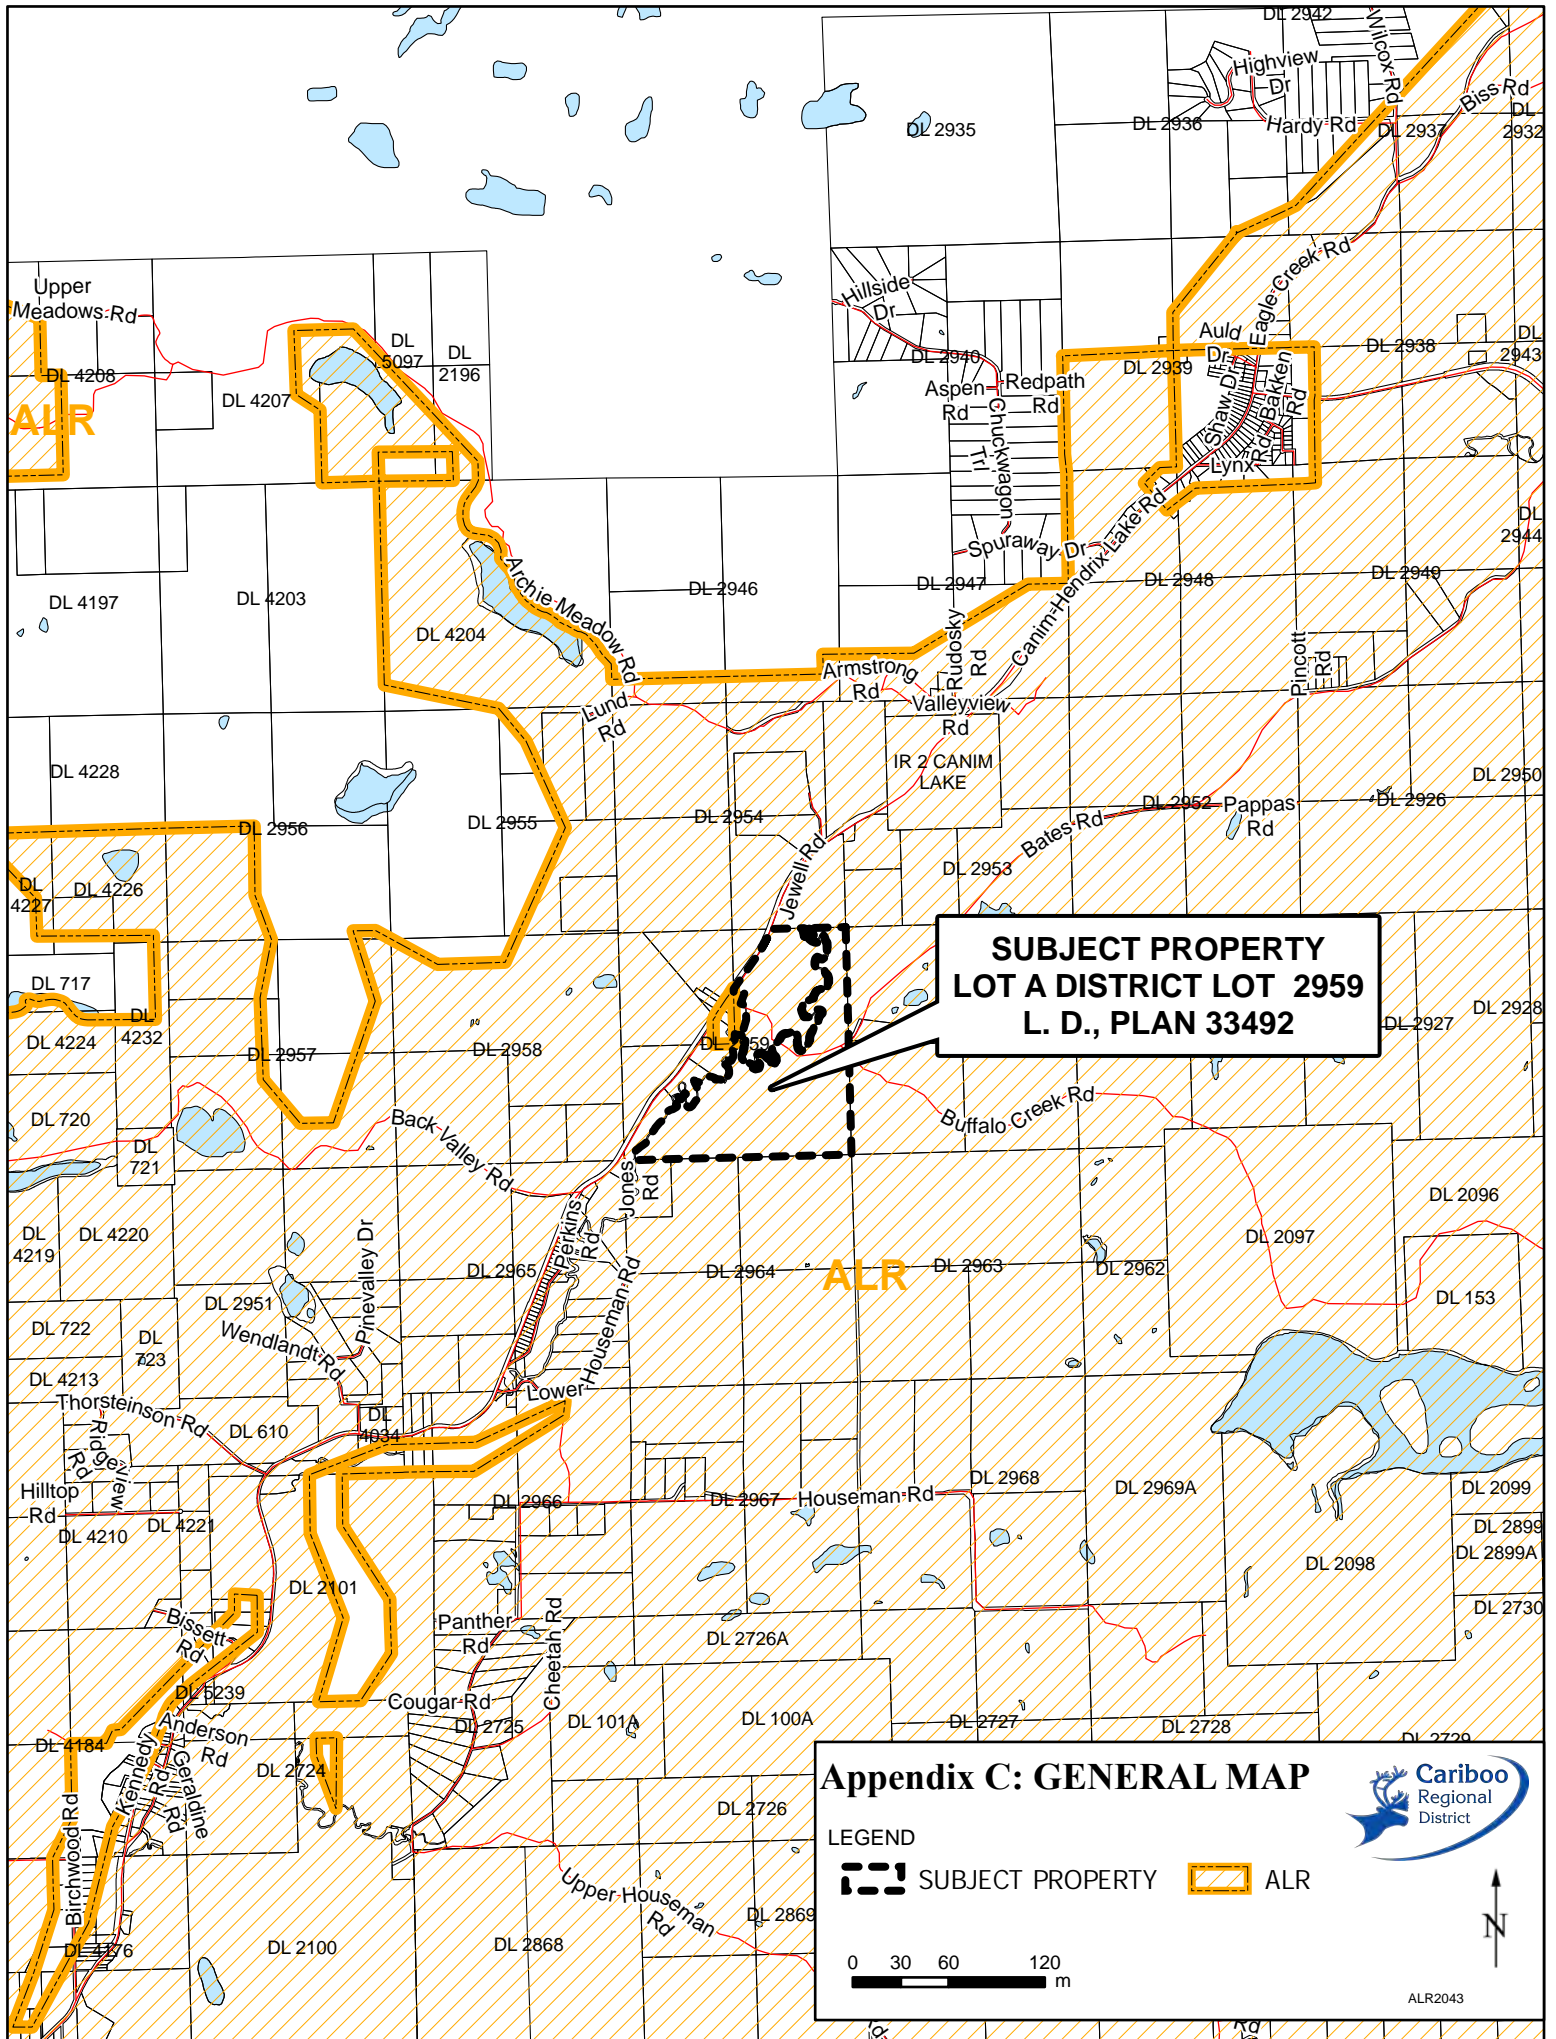 DL 2942
Wilcox Rd
Highview
Dr
Biss Rd
DL
2932
DL 2935
DL 2936
Hardy Rd
DL 2937
Upper
Meadows Rd
Hillside
Dr
Eagle Creek Rd
Auld
Dr
DL
5097
DL
2196
DL 4208
DL 4207
DL 2940
DL 2939
DL 2938
DL
2943
ALR
Aspen
Rd
Redpath
Rd
Chuckwagon
Trl
Shaw Dr
Bakken
Rd
Lynx
Rd
DL
2944
Spuraway Dr
Canim-Hendrix Lake Rd
DL 4197
DL 4203
DL 4204
Archie Meadow Rd
DL 2946
DL 2947
DL 2948
DL 2949
Rudosky
Rd
Armstrong
Rd
Pincott
Rd
Lund
Rd
Valleyview
Rd
IR 2 CANIM
LAKE
DL 4228
DL 2956
DL 2955
DL 2954
DL 2952
Pappas
Rd
DL 2926
DL 2950
Bates Rd
Jewell Rd
DL 2953
DL
4227
DL 4226
SUBJECT PROPERTY
LOT A DISTRICT LOT 2959
L. D., PLAN 33492
DL 717
DL
4232
DL 4224
DL 2957
DL 2958
DL 2927
DL 2928
DL 720
DL
721
Back Valley Rd
Buffalo Creek Rd
Jones
Rd
DL
4219
DL 4220
Pinevalley Dr
Perkins
Rd
DL 2096
DL 2097
DL 2965
DL 2964
ALR
DL 2963
DL 2962
DL 2951
DL 153
DL 722
DL
723
Wendlandt Rd
Lower Houseman Rd
DL 4213
Thorsteinson Rd
DL 610
DL
4034
Ridgeview
Rd
Hilltop
Rd
DL 4210
DL 4221
DL 2966
DL 2967
Houseman Rd
DL 2968
DL 2969A
DL 2099
DL 2899
DL 2899A
DL 2098
DL 2101
DL 2730
Bissett
Rd
Panther
Rd
Cheetah Rd
DL 2726A
DL 5239
Cougar Rd
DL 2725
DL 101A
DL 100A
DL 2727
DL 2728
DL 2729
DL 4184
Anderson
Rd
Kennedy
Rd
Geraldine
Rd
DL 2724
DL 2726
Birchwood Rd
Upper Houseman
Rd
DL 2869
DL 4176
DL 2100
DL 2868
Appendix C: GENERAL MAP
Cariboo
Regional
District
LEGEND
SUBJECT PROPERTY
ALR
N
0 30 60 120
m
ALR2043
Rd
Rd